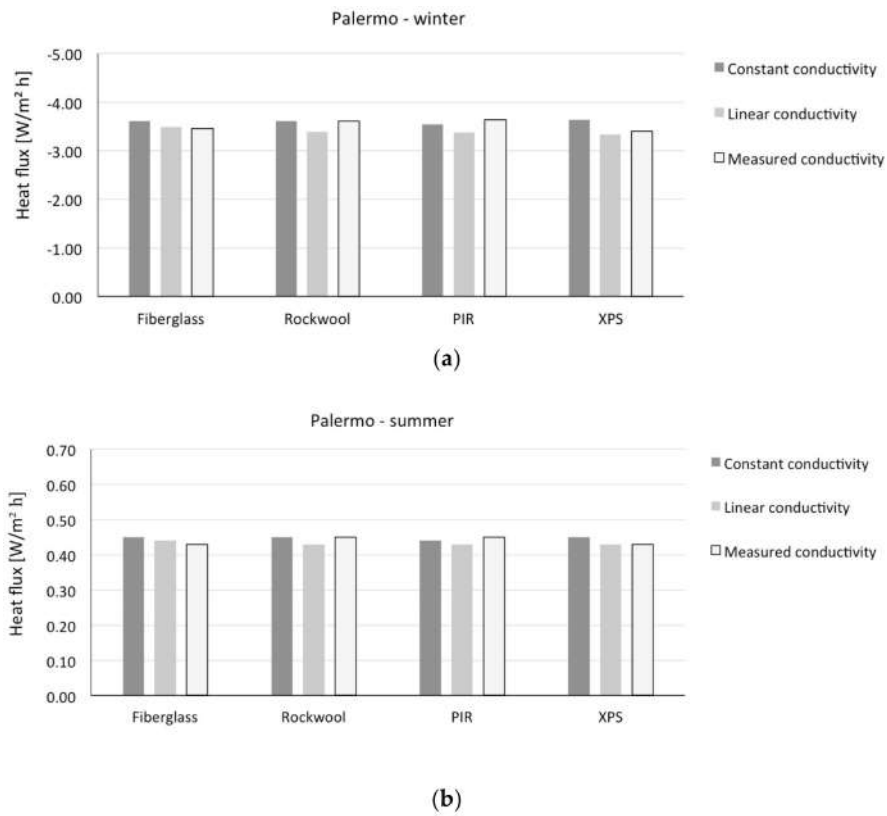 Palermo - winter
Heat flux [W/m² h]
-5.00
-4.00
-3.00
-2.00
-1.00
0.00
Fiberglass Rockwool PIR XPS
Constant conductivity
Linear conductivity
Measured conductivity
(a)
Palermo - summer
Heat flux [W/m² h]
0.70
0.60
0.50
0.40
0.30
0.20
0.10
0.00
Fiberglass Rockwool PIR XPS
Constant conductivity
Linear conductivity
Measured conductivity
(b)